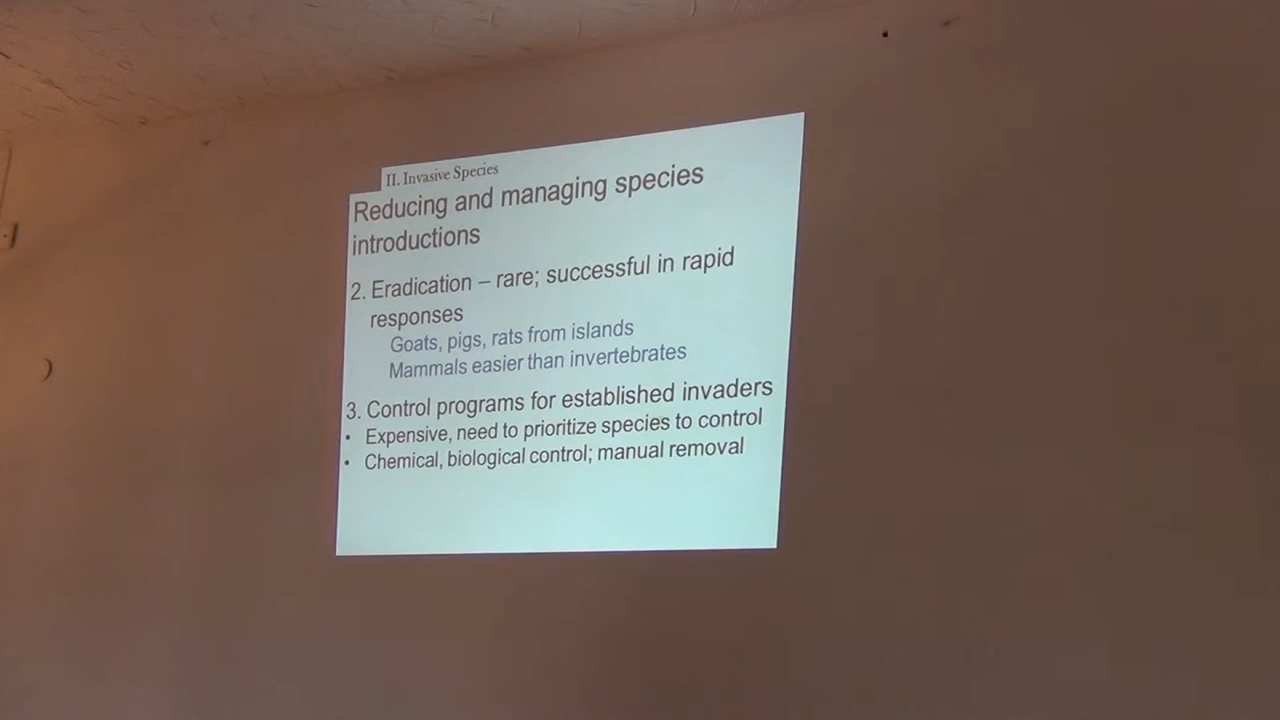 II. Invasive Species
Reducing and managing species
introductions
2. Eradication – rare; successful in rapid
responses
Goats, pigs, rats from islands
Mammals easier than invertebrates
3. Control programs for established invaders
• Expensive, need to prioritize species to control
• Chemical, biological control; manual removal